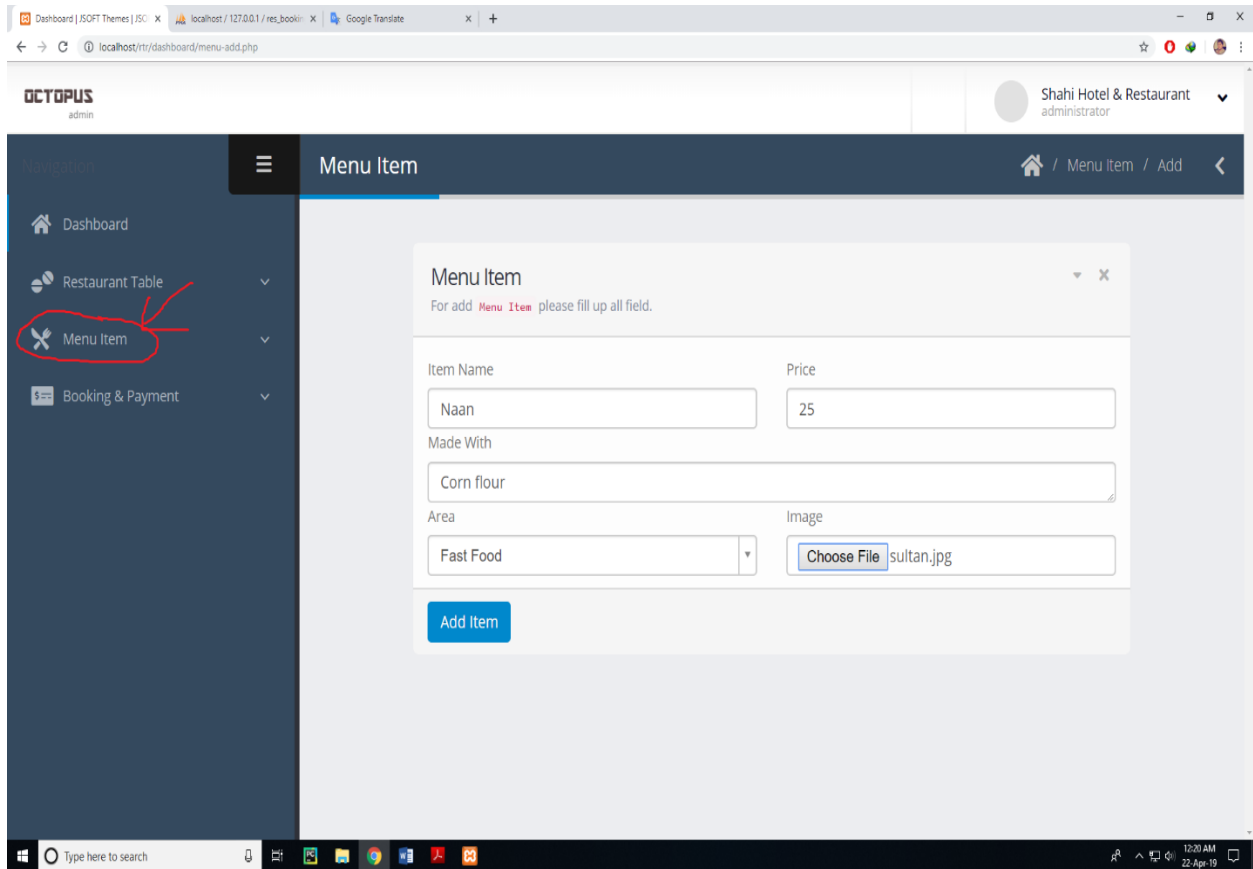 Dashboard | JSOFT Themes | JSO
localhost / 127.0.0.1 / res_bookin
Google Translate
localhost/rtr/dashboard/menu-add.php
OCTOPUS
admin
Shahi Hotel & Restaurant
administrator
Navigation
Menu Item
/ Menu Item / Add
Dashboard
Restaurant Table
Menu Item
Booking & Payment
Menu Item
For add Menu Item please fill up all field.
Item Name
Price
Naan
25
Made With
Corn flour
Area
Image
Fast Food
Choose File sultan.jpg
Add Item
Type here to search
12:20 AM
22-Apr-19